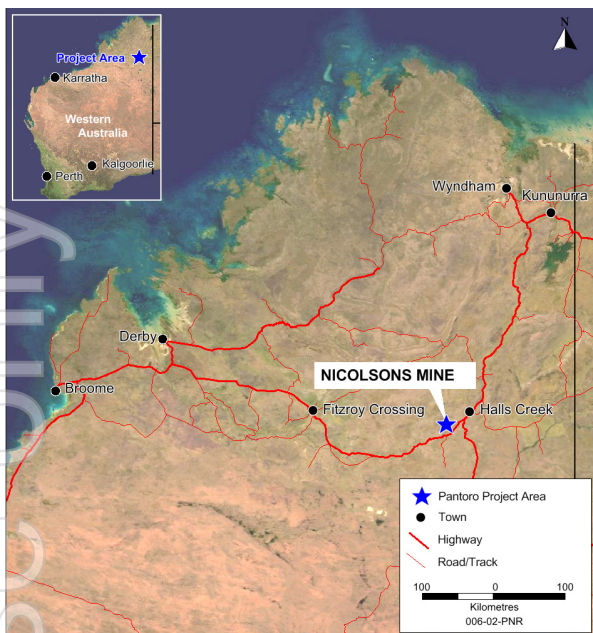 N
Project Area
Karratha
Western
Australia
Kalgoorlie
Perth
Wyndham
Kununurra
Derby
NICOLSONS MINE
Broome
Fitzroy Crossing
Halls Creek
Pantoro Project Area
Town
Highway
Road/Track
100 0 100
Kilometres
006-02-PNR